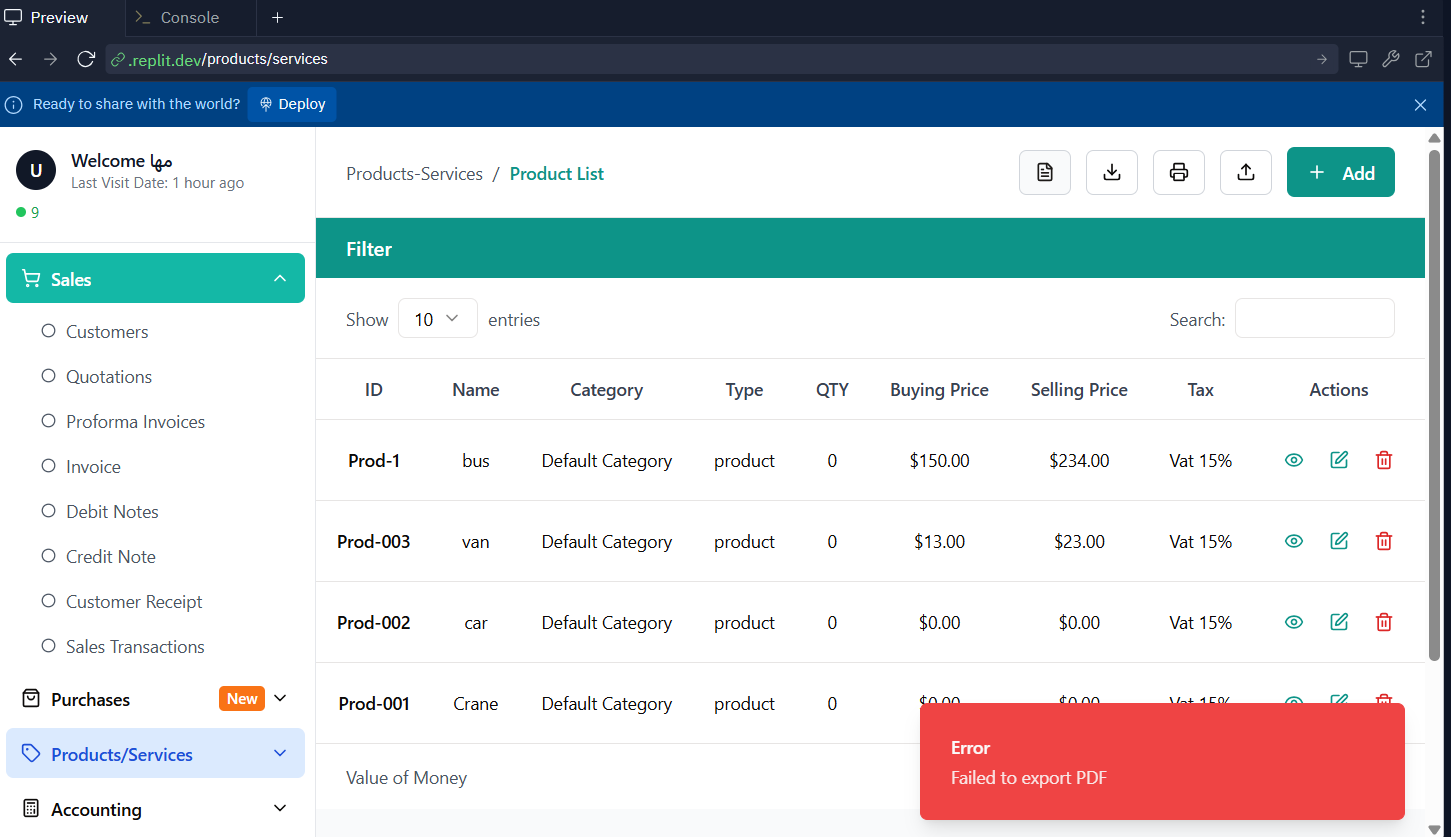 Preview
Console
.replit.dev/products/services
Ready to share with the world? Deploy
U
Welcome مها
Last Visit Date: 1 hour ago
9
Sales
Customers
Quotations
Proforma Invoices
Invoice
Debit Notes
Credit Note
Customer Receipt
Sales Transactions
Purchases New
Products/Services
Accounting
Products-Services / Product List
+ Add
Filter
Show 10 entries Search:
ID Name Category Type QTY Buying Price Selling Price Tax Actions
Prod-1 bus Default Category product 0 $150.00 $234.00 Vat 15%
Prod-003 van Default Category product 0 $13.00 $23.00 Vat 15%
Prod-002 car Default Category product 0 $0.00 $0.00 Vat 15%
Prod-001 Crane Default Category product 0 $0.00 $0.00 Vat 15%
Value of Money
Error
Failed to export PDF